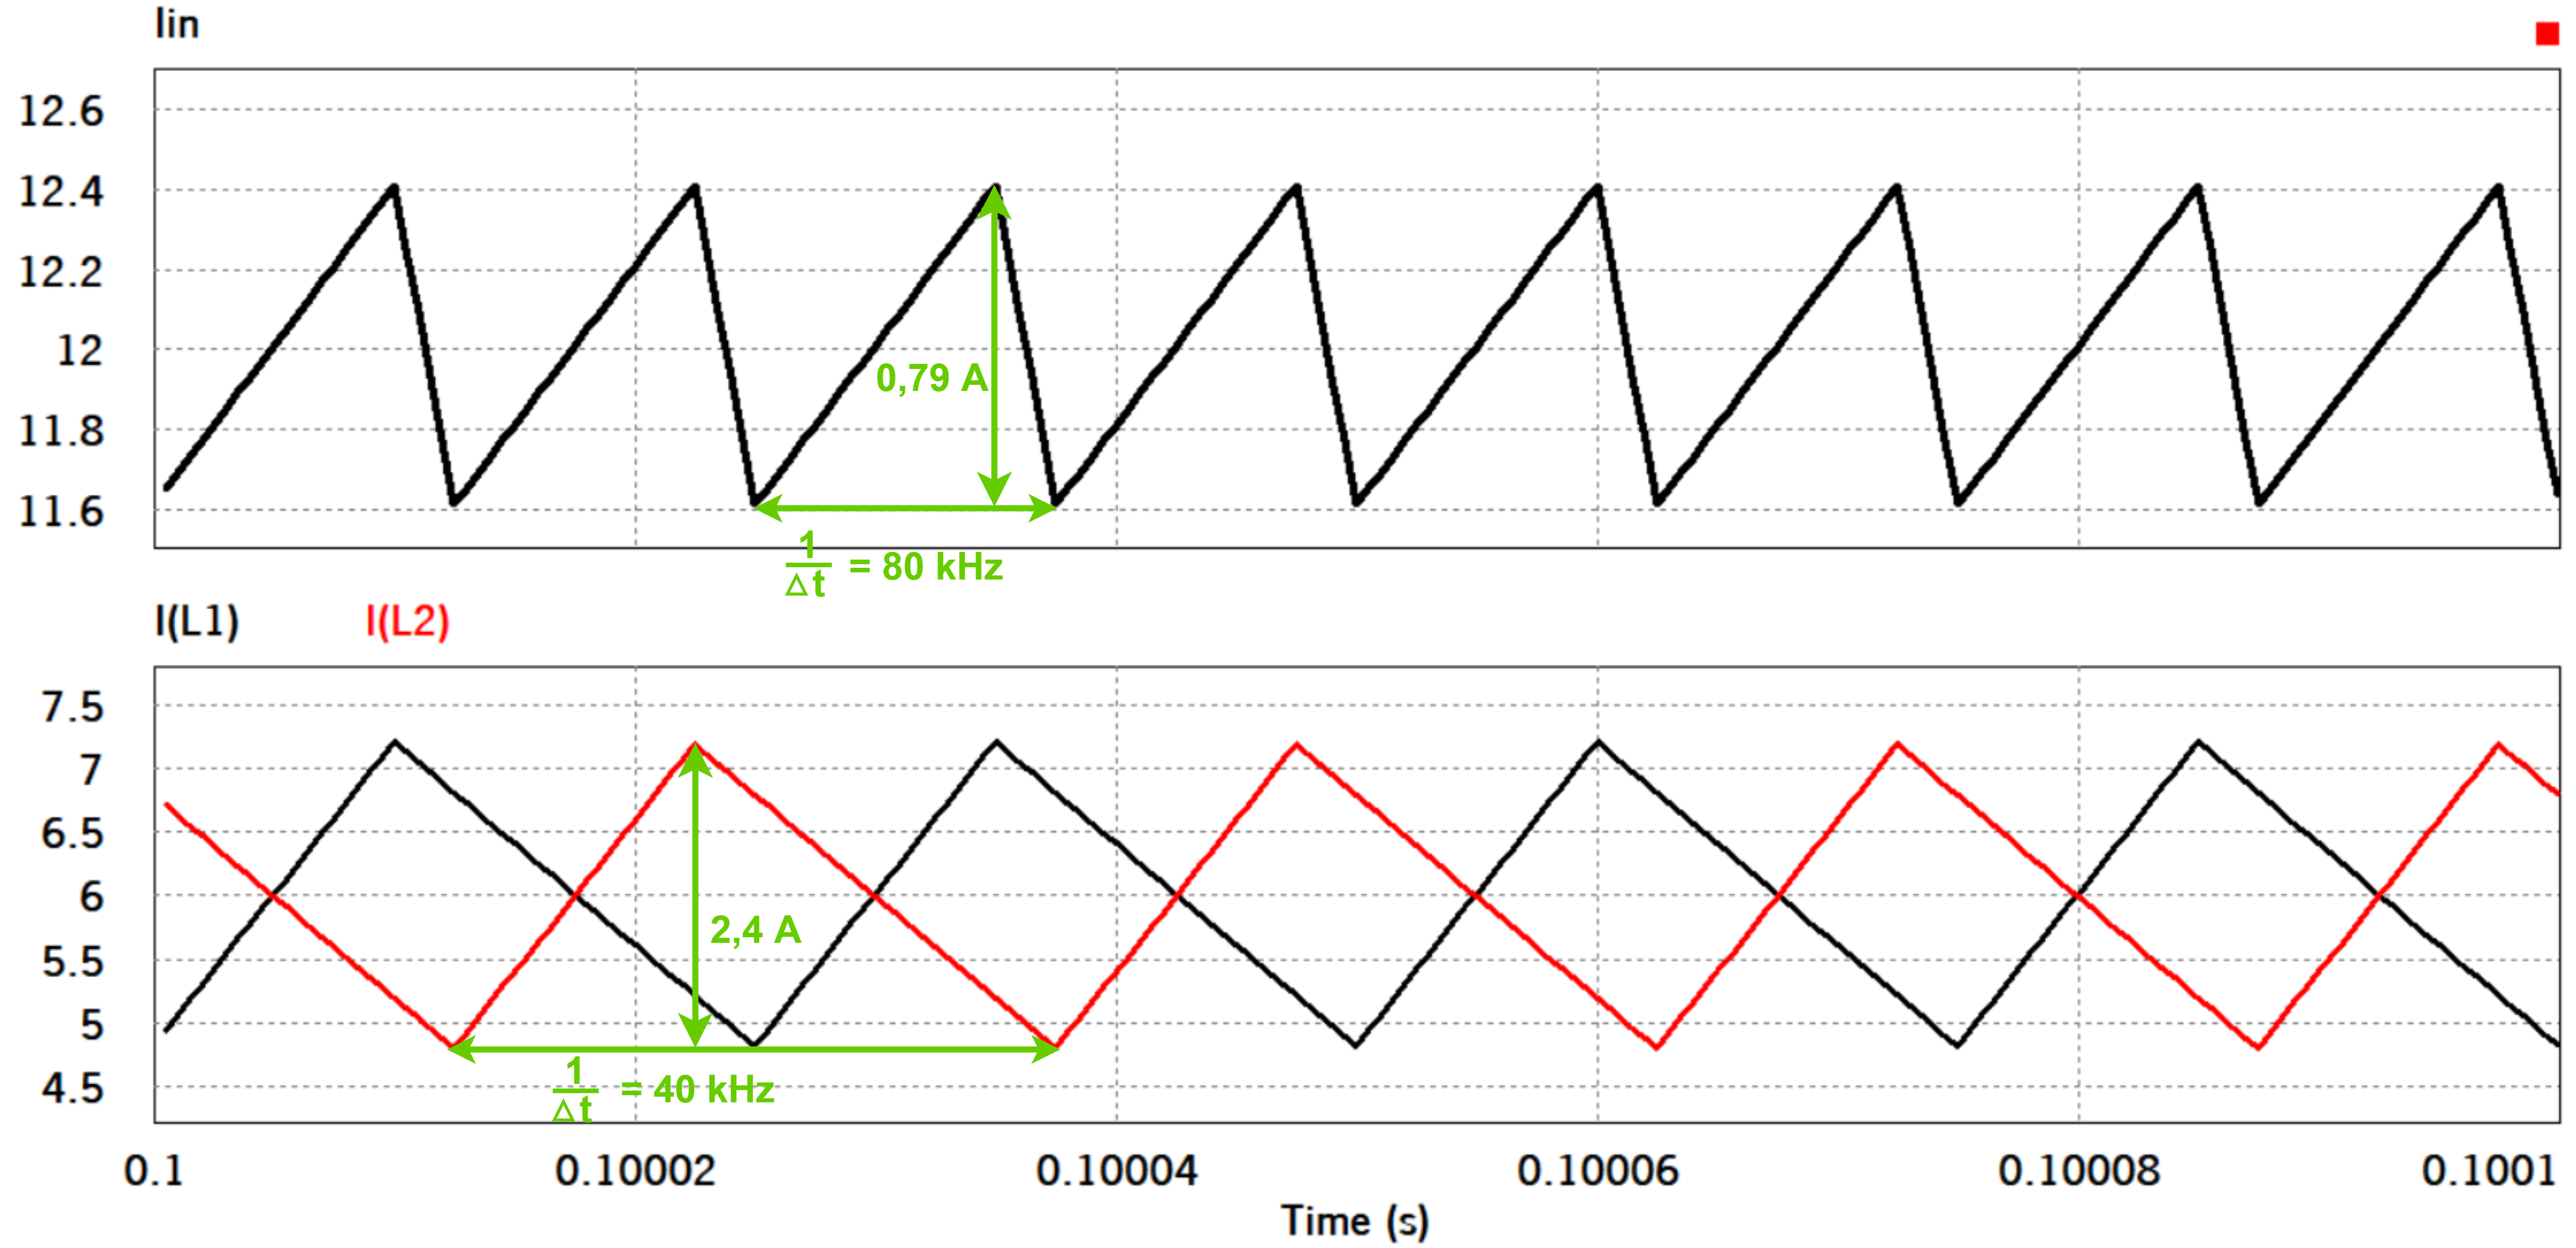 Iin
12.6
12.4
12.2
12
11.8
11.6
0,79 A
1
△t = 80 kHz
I(L1) I(L2)
7.5
7
6.5
6
5.5
5
4.5
2,4 A
1
△t = 40 kHz
0.1 0.10002 0.10004 0.10006 0.10008 0.1001
Time (s)